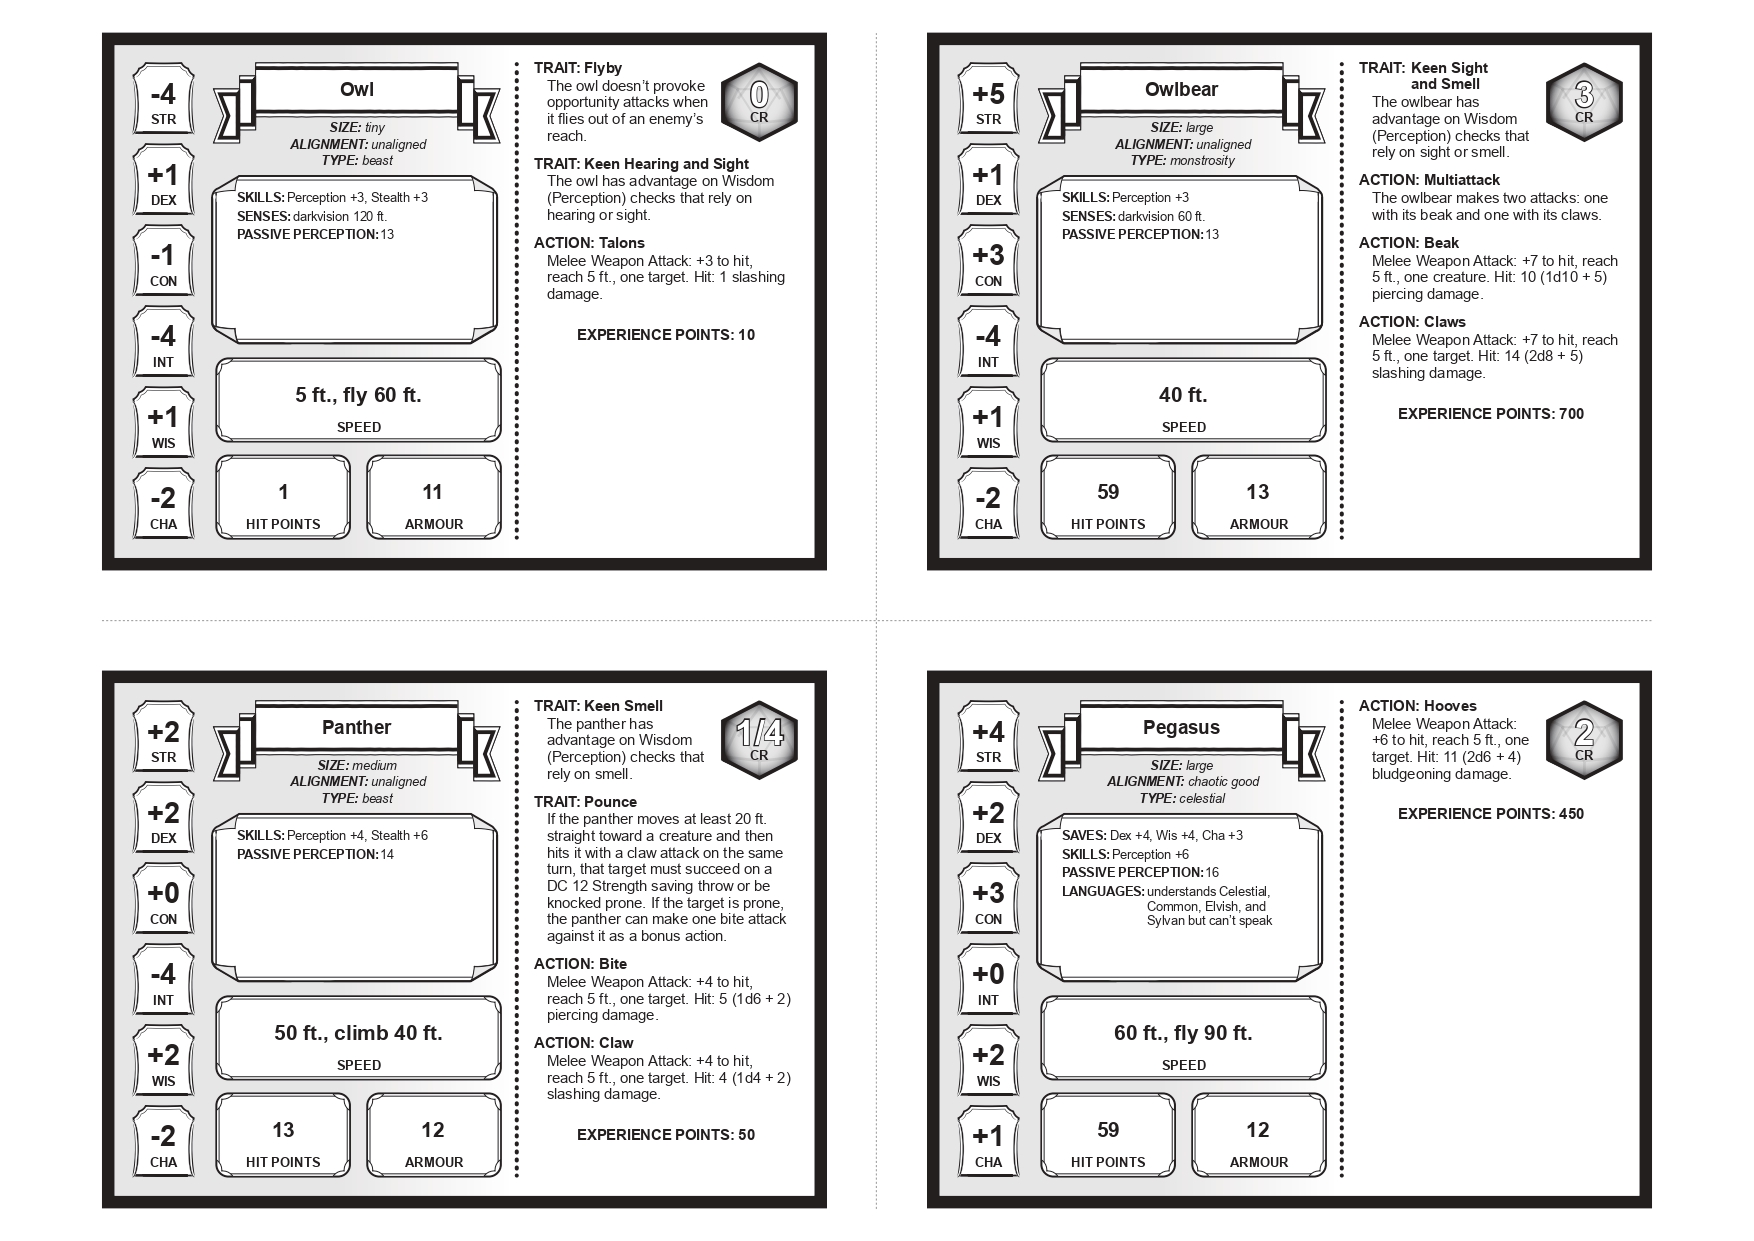 -4
STR
+1
DEX
-1
CON
-4
INT
+1
WIS
-2
CHA
Owl
SIZE: tiny
ALIGNMENT: unaligned
TYPE: beast
SKILLS: Perception +3, Stealth +3
SENSES: darkvision 120 ft.
PASSIVE PERCEPTION: 13
5 ft., fly 60 ft.
SPEED
1
HIT POINTS
11
ARMOUR
TRAIT: Flyby
The owl doesn’t provoke
opportunity attacks when
it flies out of an enemy’s
reach.
0
CR
TRAIT: Keen Hearing and Sight
The owl has advantage on Wisdom
(Perception) checks that rely on
hearing or sight.
ACTION: Talons
Melee Weapon Attack: +3 to hit,
reach 5 ft., one target. Hit: 1 slashing
damage.
EXPERIENCE POINTS: 10
+5
STR
+1
DEX
+3
CON
-4
INT
+1
WIS
-2
CHA
Owlbear
SIZE: large
ALIGNMENT: unaligned
TYPE: monstrosity
SKILLS: Perception +3
SENSES: darkvision 60 ft.
PASSIVE PERCEPTION: 13
40 ft.
SPEED
59
HIT POINTS
13
ARMOUR
TRAIT: Keen Sight
and Smell
The owlbear has
advantage on Wisdom
(Perception) checks that
rely on sight or smell.
3
CR
ACTION: Multiattack
The owlbear makes two attacks: one
with its beak and one with its claws.
ACTION: Beak
Melee Weapon Attack: +7 to hit, reach
5 ft., one creature. Hit: 10 (1d10 + 5)
piercing damage.
ACTION: Claws
Melee Weapon Attack: +7 to hit, reach
5 ft., one target. Hit: 14 (2d8 + 5)
slashing damage.
EXPERIENCE POINTS: 700
+2
STR
+2
DEX
+0
CON
-4
INT
+2
WIS
-2
CHA
Panther
SIZE: medium
ALIGNMENT: unaligned
TYPE: beast
SKILLS: Perception +4, Stealth +6
PASSIVE PERCEPTION: 14
50 ft., climb 40 ft.
SPEED
13
HIT POINTS
12
ARMOUR
TRAIT: Keen Smell
The panther has
advantage on Wisdom
(Perception) checks that
rely on smell.
1/4
CR
TRAIT: Pounce
If the panther moves at least 20 ft.
straight toward a creature and then
hits it with a claw attack on the same
turn, that target must succeed on a
DC 12 Strength saving throw or be
knocked prone. If the target is prone,
the panther can make one bite attack
against it as a bonus action.
ACTION: Bite
Melee Weapon Attack: +4 to hit,
reach 5 ft., one target. Hit: 5 (1d6 + 2)
piercing damage.
ACTION: Claw
Melee Weapon Attack: +4 to hit,
reach 5 ft., one target. Hit: 4 (1d4 + 2)
slashing damage.
EXPERIENCE POINTS: 50
+4
STR
+2
DEX
+3
CON
+0
INT
+2
WIS
+1
CHA
Pegasus
SIZE: large
ALIGNMENT: chaotic good
TYPE: celestial
SAVES: Dex +4, Wis +4, Cha +3
SKILLS: Perception +6
PASSIVE PERCEPTION: 16
LANGUAGES: understands Celestial,
Common, Elvish, and
Sylvan but can’t speak
60 ft., fly 90 ft.
SPEED
59
HIT POINTS
12
ARMOUR
ACTION: Hooves
Melee Weapon Attack:
+6 to hit, reach 5 ft., one
target. Hit: 11 (2d6 + 4)
bludgeoning damage.
2
CR
EXPERIENCE POINTS: 450